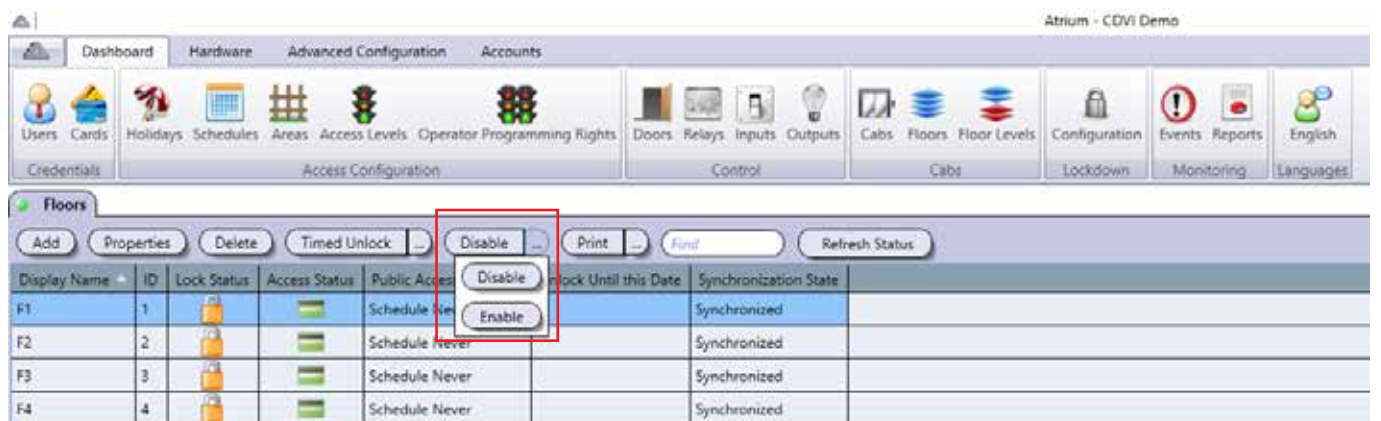 Atrium - CDVI Demo
Dashboard Hardware Advanced Configuration Accounts
Users Cards Holidays Schedules Areas Access Levels Operator Programming Rights Doors Relays Inputs Outputs Cabs Floors Floor Levels Configuration Events Reports English
Credentials Access Configuration Control Cabs Lockdown Monitoring Languages
Floors
Add Properties Delete Timed Unlock ... Disable ... Print ... Find Refresh Status
Display Name ID Lock Status Access Status Public Acces Disable nlock Until this Date Synchronization State
F1 1 Schedule Nev Enable Synchronized
F2 2 Schedule Never Synchronized
F3 3 Schedule Never Synchronized
F4 4 Schedule Never Synchronized